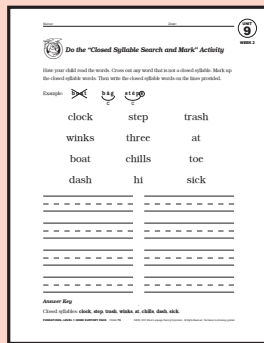 Name:
Date:
UNIT
9
WEEK 2
Do the "Closed Syllable Search and Mark" Activity
Have your child read the words. Cross out any word that is not a closed syllable. Mark up
the closed syllable words. Then write the closed syllable words on the lines provided.
Example:
c c
clock step trash
winks three at
boat chills toe
dash hi sick
Answer Key
Closed syllables: clock, step, trash, winks, at, chills, dash, sick.